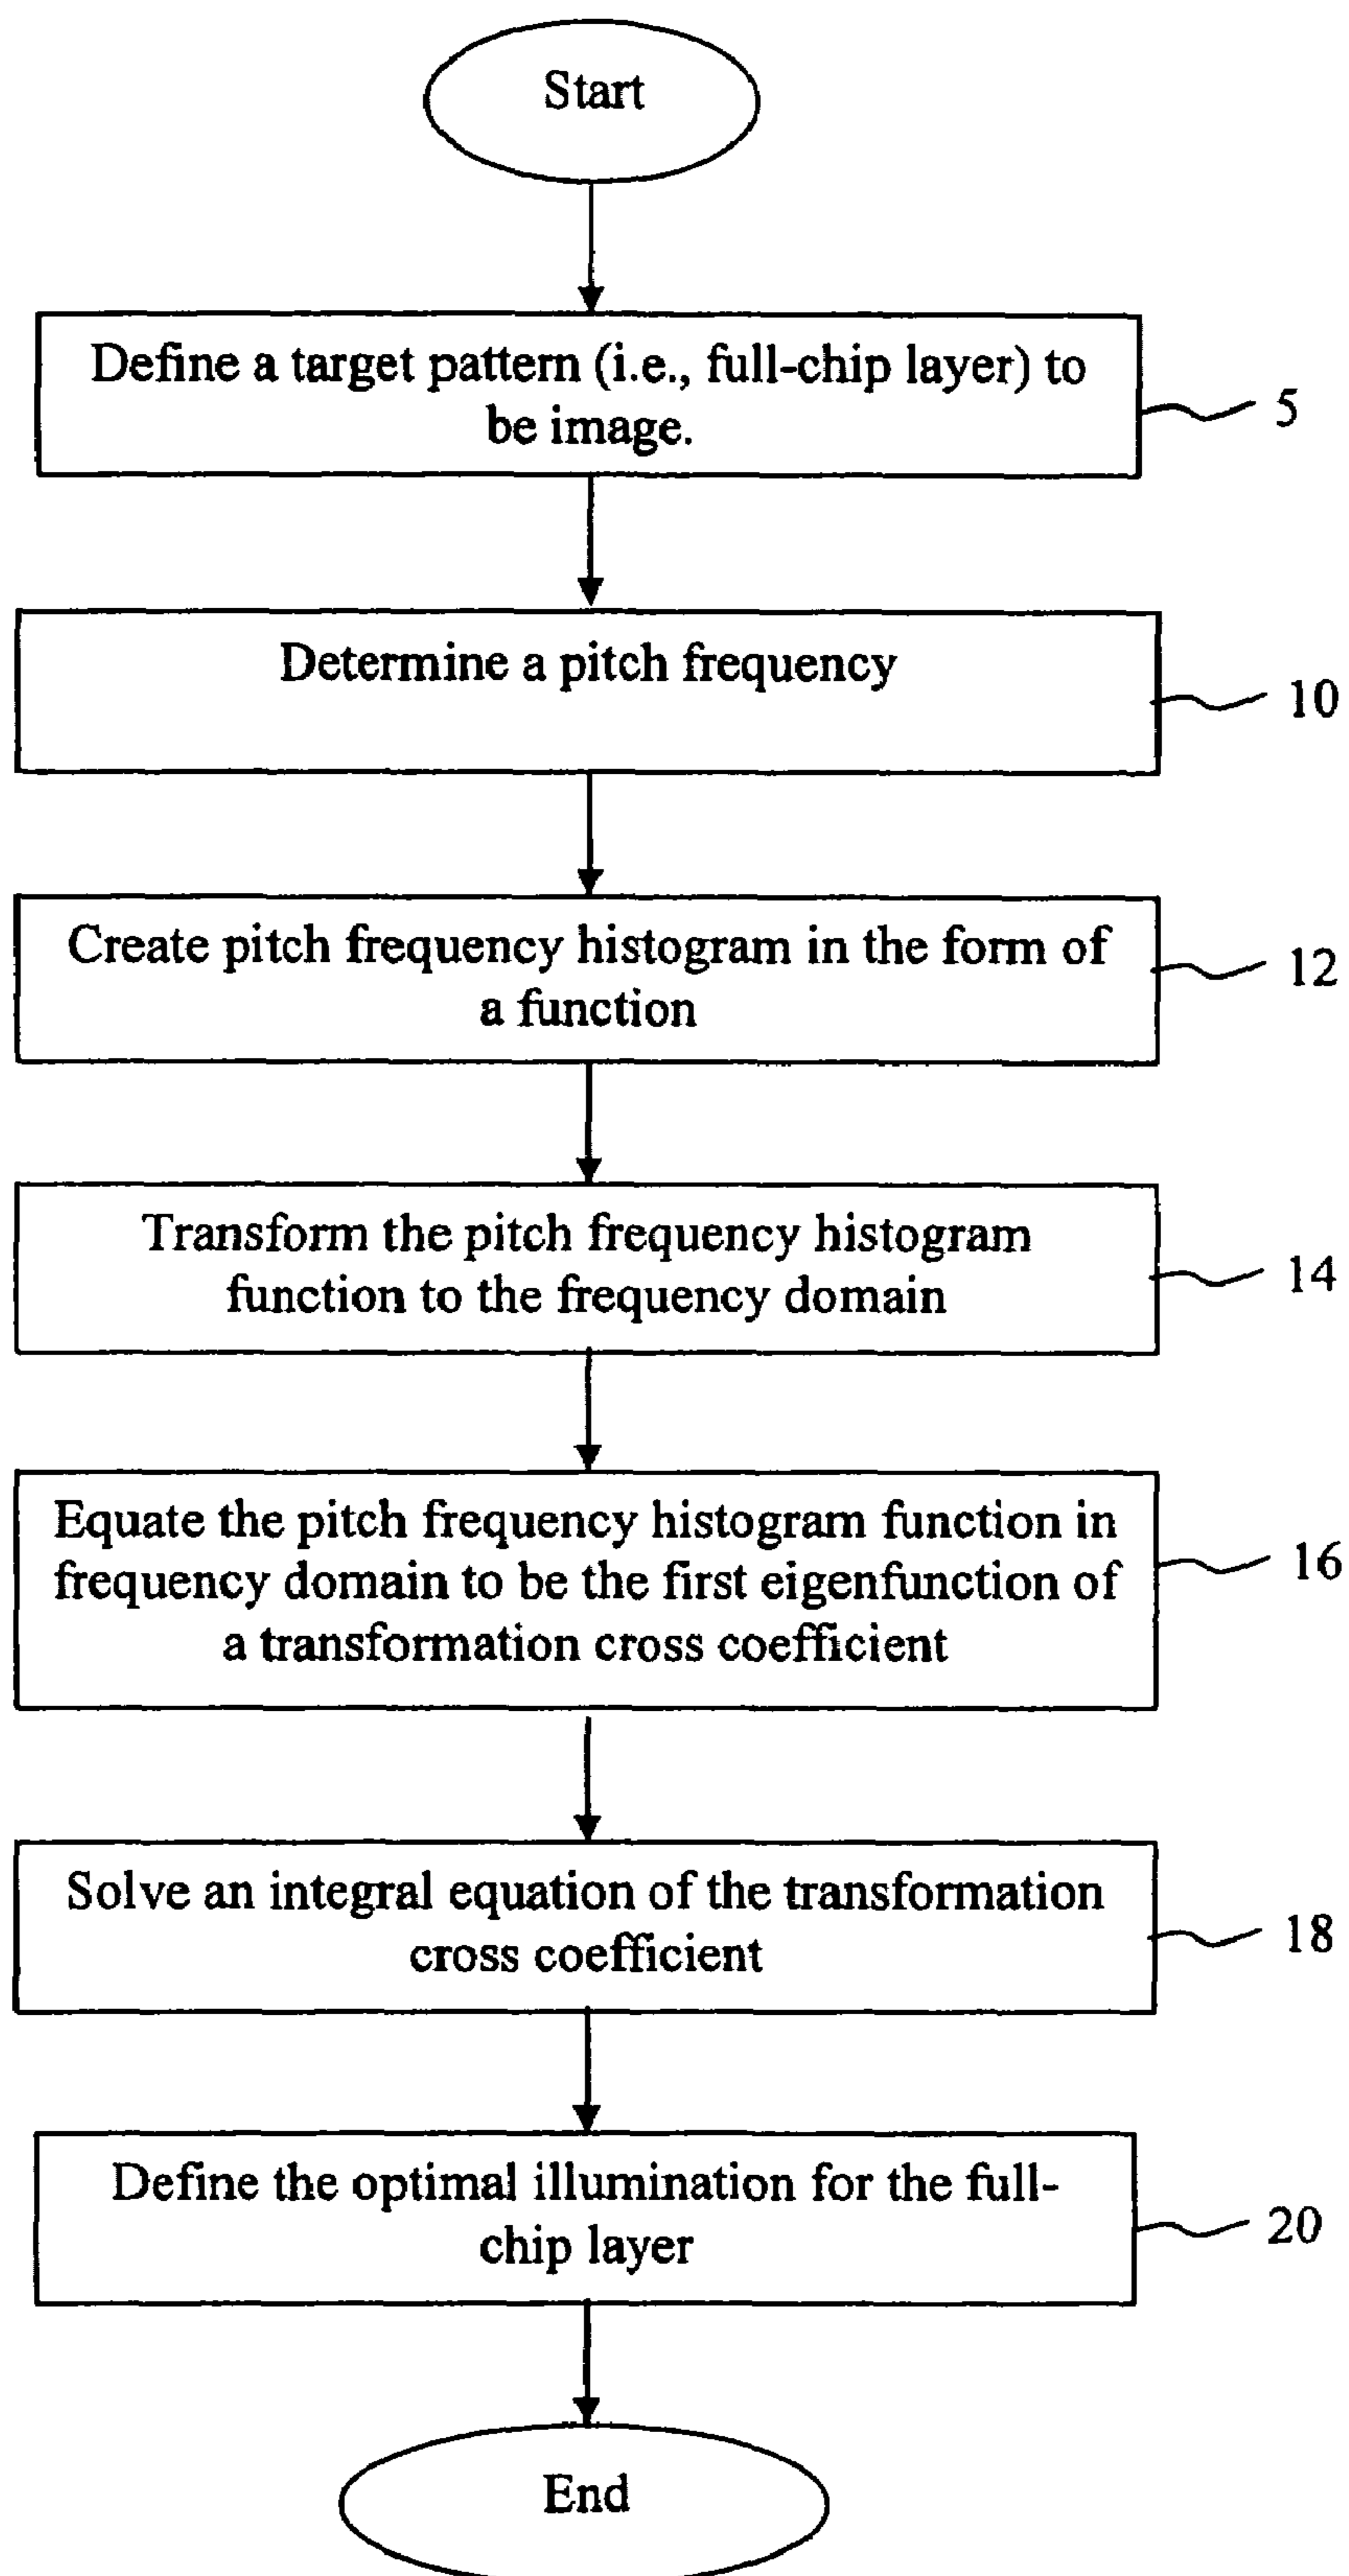 Start
Define a target pattern (i.e., full-chip layer) to
be image.
5
Determine a pitch frequency
10
Create pitch frequency histogram in the form of
a function
12
Transform the pitch frequency histogram
function to the frequency domain
14
Equate the pitch frequency histogram function in
frequency domain to be the first eigenfunction of
a transformation cross coefficient
16
Solve an integral equation of the transformation
cross coefficient
18
Define the optimal illumination for the full-
chip layer
20
End